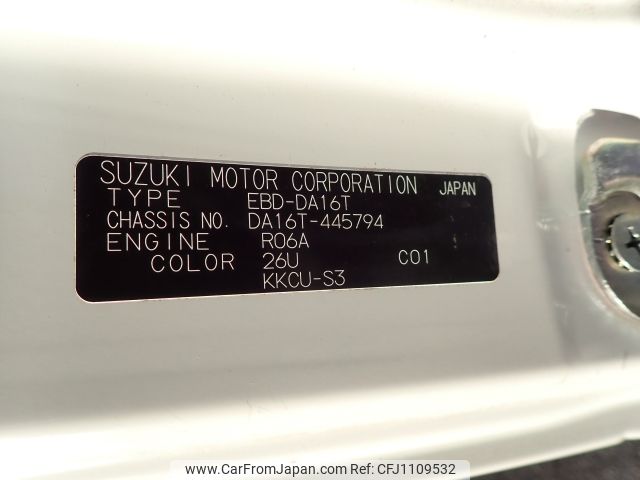 SUZUKI MOTOR CORPORATION JAPAN
TYPE EBD-DA16T
CHASSIS NO. DA16T-445794
ENGINE R06A
COLOR 26U C01
KKCU-S3
www.CarFromJapan.com Ref: CFJ1109532